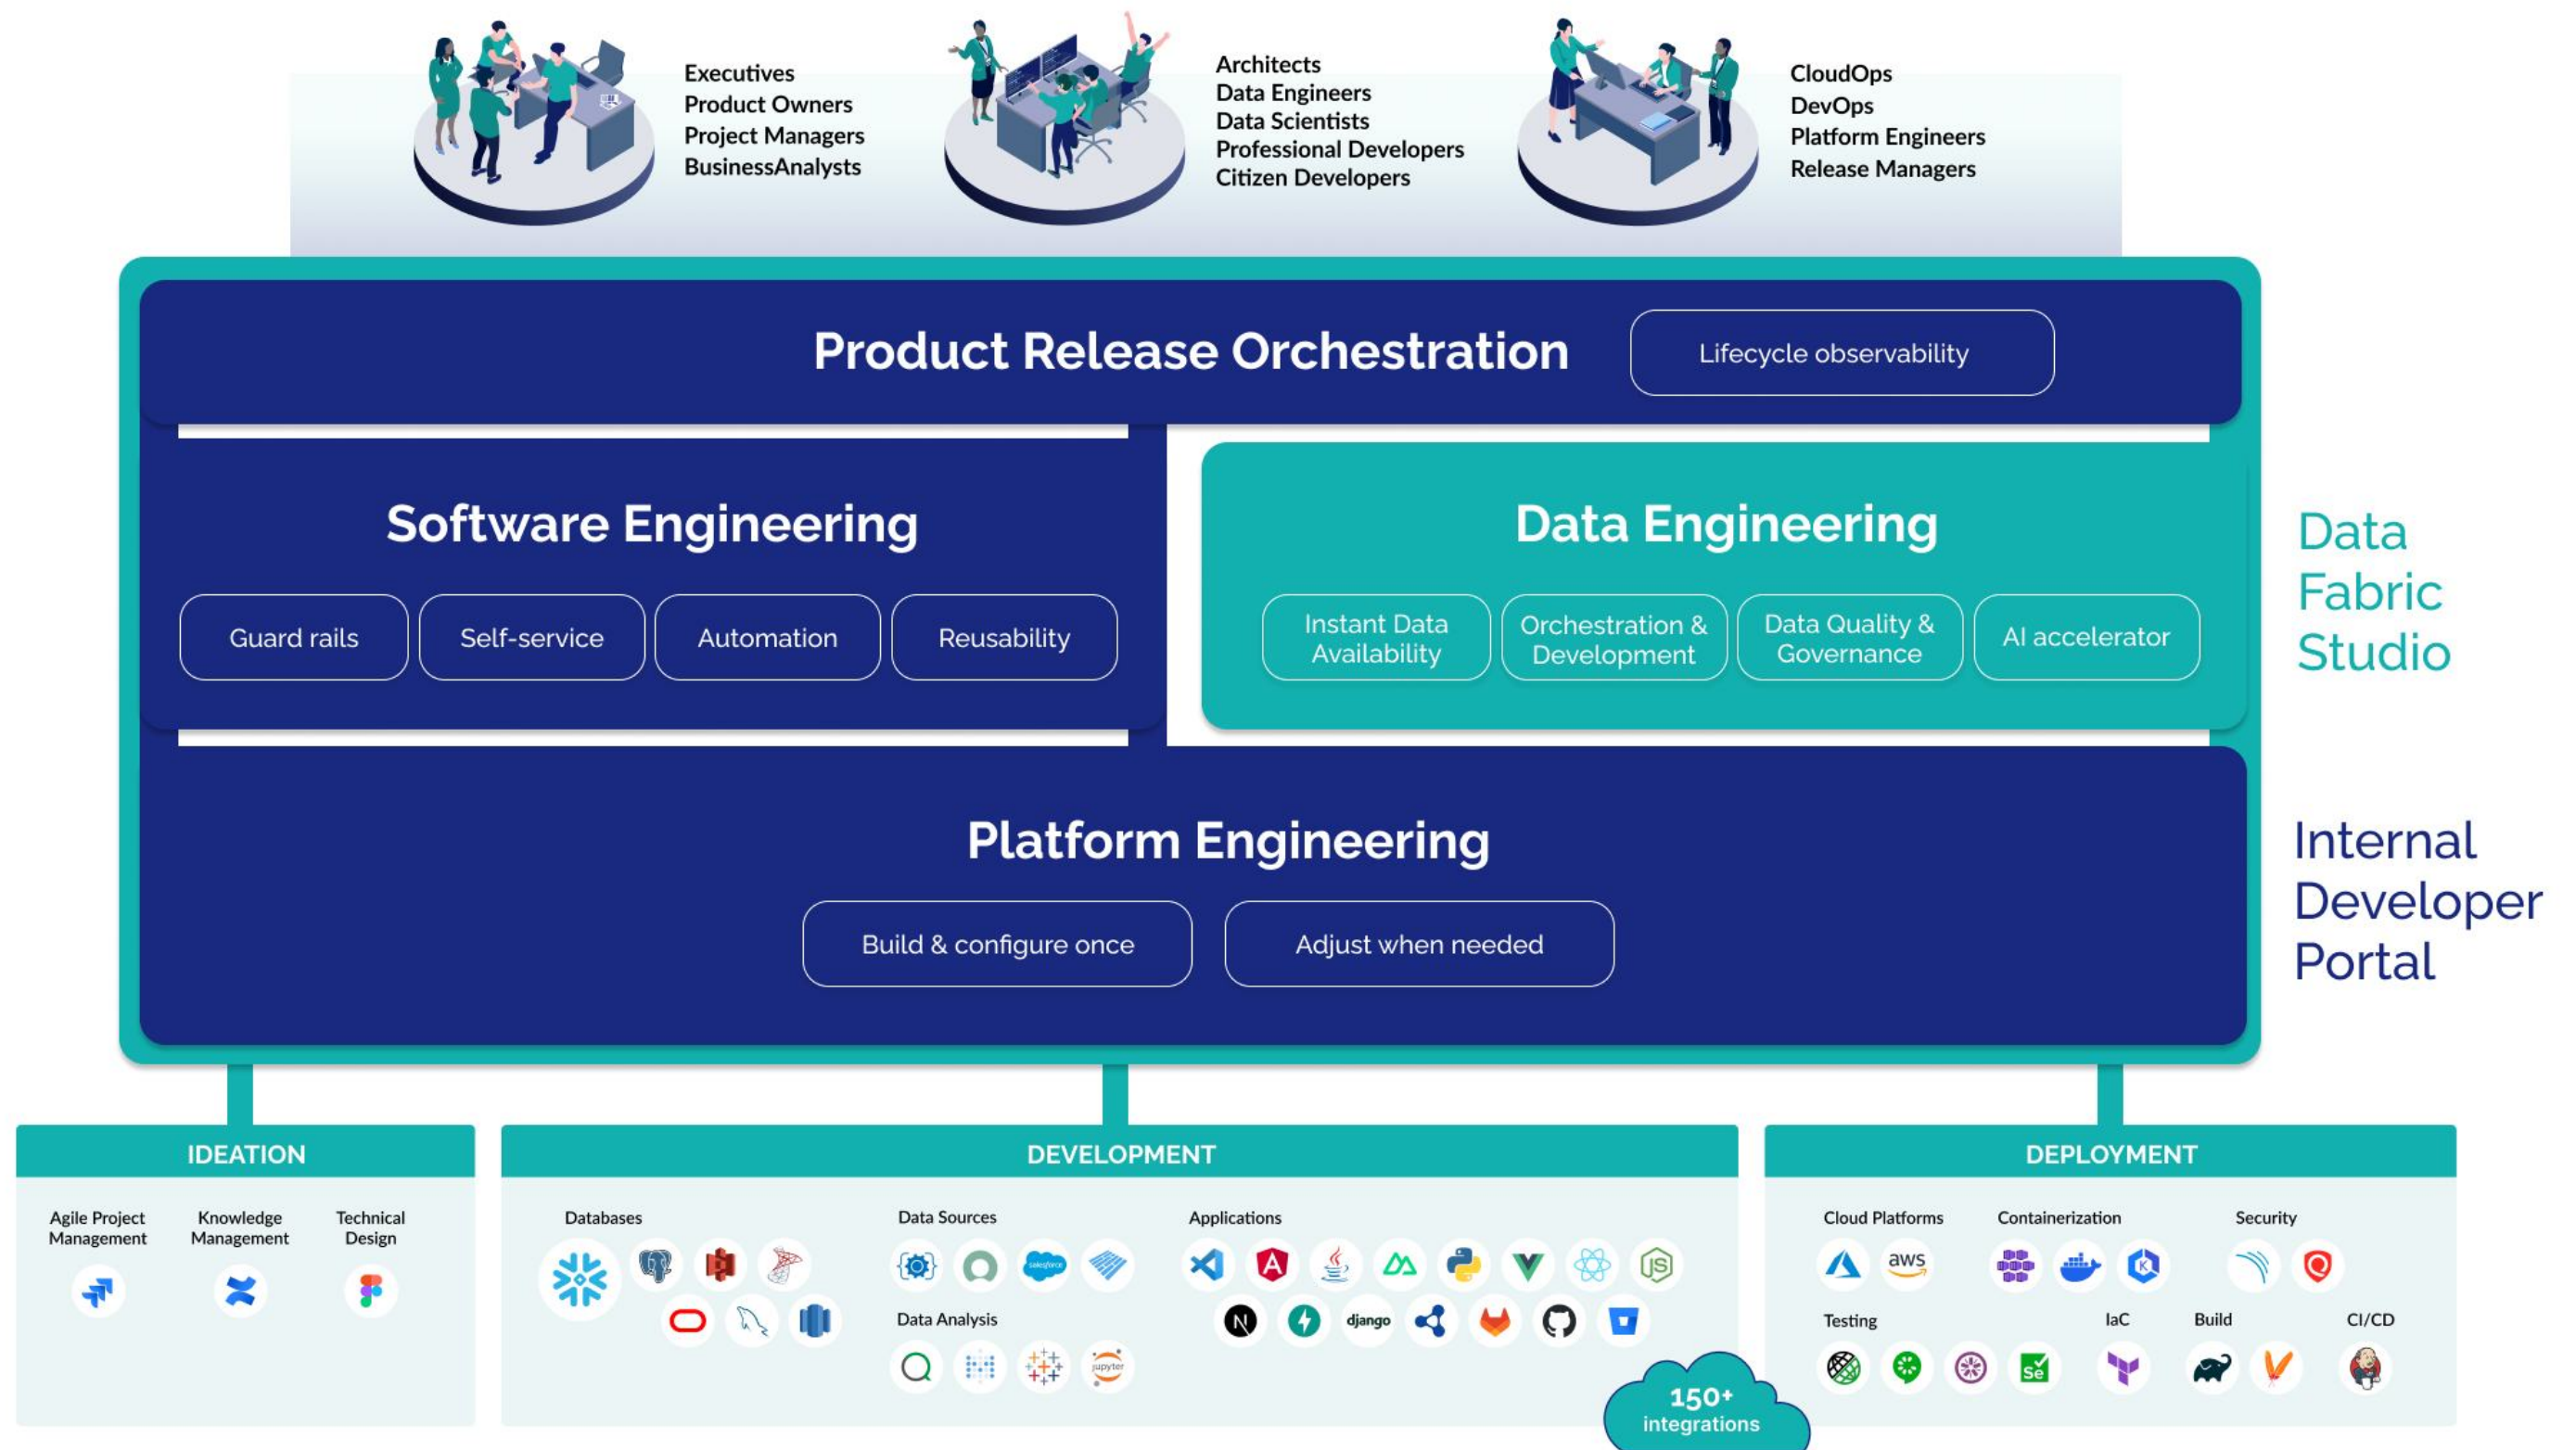 Executives
Product Owners
Project Managers
BusinessAnalysts
Architects
Data Engineers
Data Scientists
Professional Developers
Citizen Developers
CloudOps
DevOps
Platform Engineers
Release Managers
Product Release Orchestration
Lifecycle observability
Software Engineering
Guard rails
Self-service
Automation
Reusability
Data Engineering
Instant Data
Availability
Orchestration &
Development
Data Quality &
Governance
AI accelerator
Data
Fabric
Studio
Platform Engineering
Build & configure once
Adjust when needed
Internal
Developer
Portal
IDEATION
Agile Project
Management
Knowledge
Management
Technical
Design
DEVELOPMENT
Databases
Data Sources
salesforce
Data Analysis
jupyter
Applications
A
JS
N
django
150+
integrations
DEPLOYMENT
Cloud Platforms
aws
Containerization
K
Security
Testing
Se
IaC
Build
CI/CD